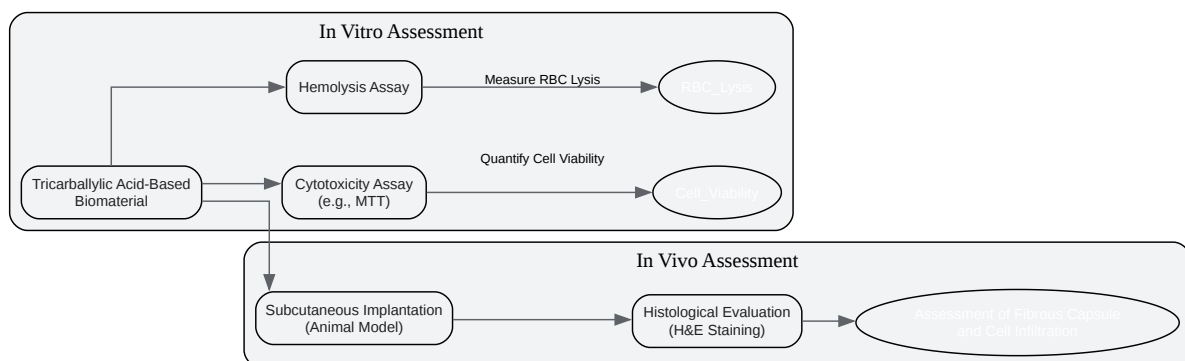 In Vitro Assessment
Hemolysis Assay
Measure RBC Lysis
RBC_Lysis
Tricarballylic Acid-Based
Biomaterial
Cytotoxicity Assay
(e.g., MTT)
Quantify Cell Viability
Cell_Viability
In Vivo Assessment
Subcutaneous Implantation
(Animal Model)
Histological Evaluation
(H&E Staining)
Assessment of Fibrous Capsule
and Cell Infiltration